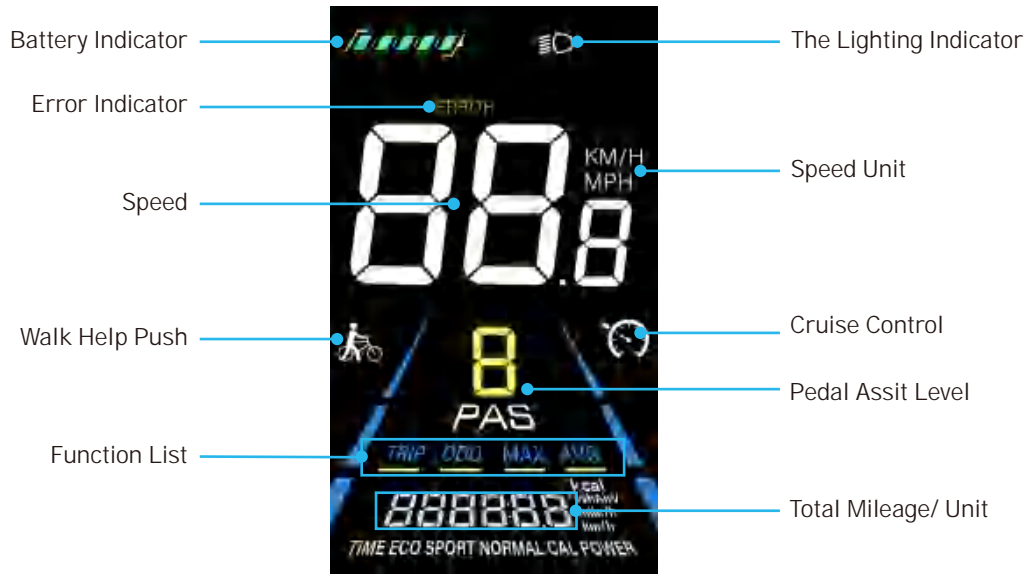 Battery Indicator
The Lighting Indicator
Error Indicator
ERROR
88.8
KM/H
MPH
Speed Unit
Speed
Walk Help Push
8
Cruise Control
Pedal Assit Level
PAS
Function List
TRIP ODO MAX AVG
kcal
888888
km/h
Total Mileage/ Unit
TIME ECO SPORT NORMAL CAL POWER